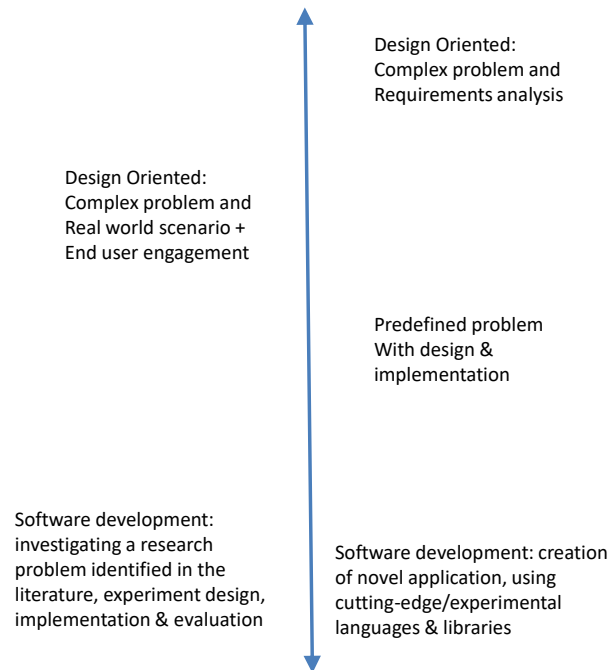 Design Oriented:
Complex problem and
Requirements analysis
Design Oriented:
Complex problem and
Real world scenario +
End user engagement
Predefined problem
With design &
implementation
Software development:
investigating a research
problem identified in the
literature, experiment design,
implementation & evaluation
Software development: creation
of novel application, using
cutting-edge/experimental
languages & libraries